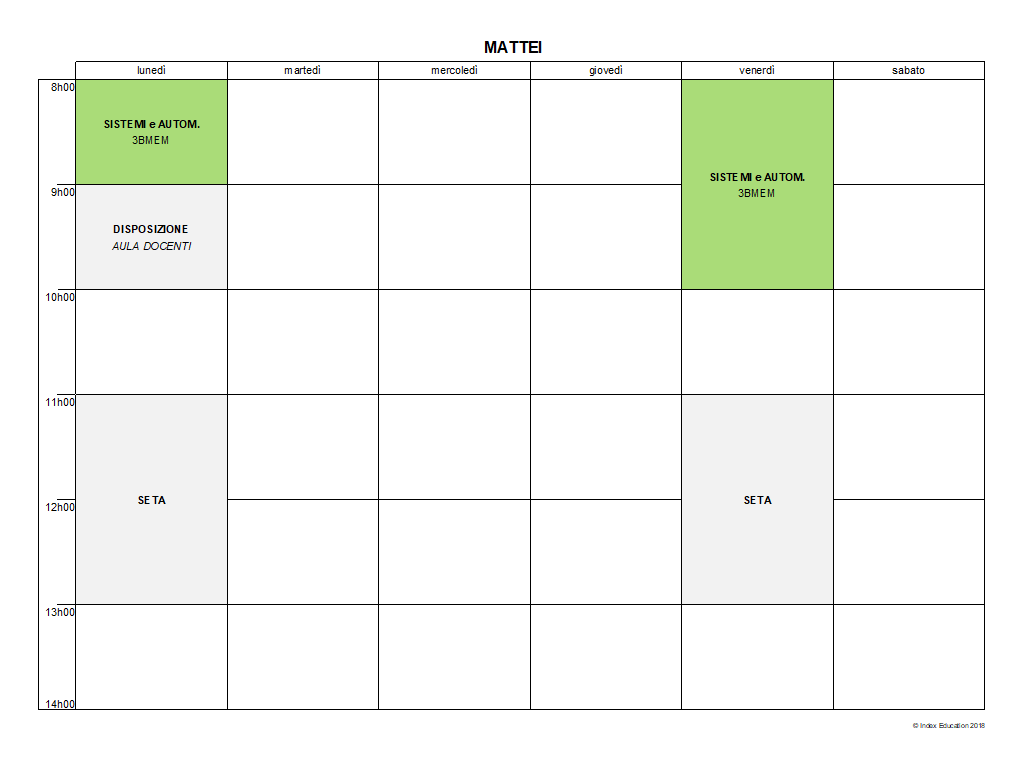 MATTEI
lunedì martedì mercoledì giovedì venerdì sabato
8h00
SISTEMI e AUTOM.
3BMEM
9h00
SISTEMI e AUTOM.
3BMEM
DISPOSIZIONE
AULA DOCENTI
10h00
11h00
SETA
SETA
12h00
13h00
14h00
© Index Education 2018